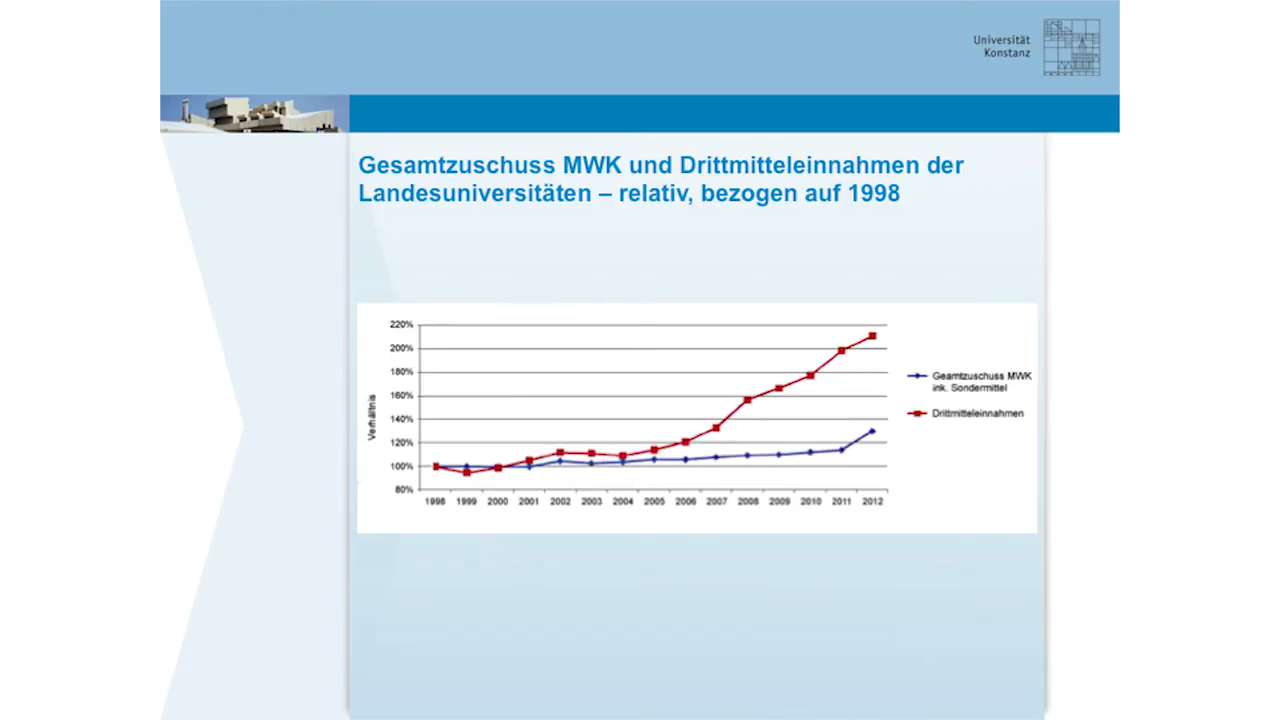 Universität
Konstanz
Gesamtzuschuss MWK und Drittmitteleinnahmen der
Landesuniversitäten – relativ, bezogen auf 1998
220%
200%
180%
160%
140%
120%
100%
80%
Verhältnis
1998 1999 2000 2001 2002 2003 2004 2005 2006 2007 2008 2009 2010 2011 2012
Geamtzuschuss MWK
ink. Sondermittel
Drittmitteleinnahmen